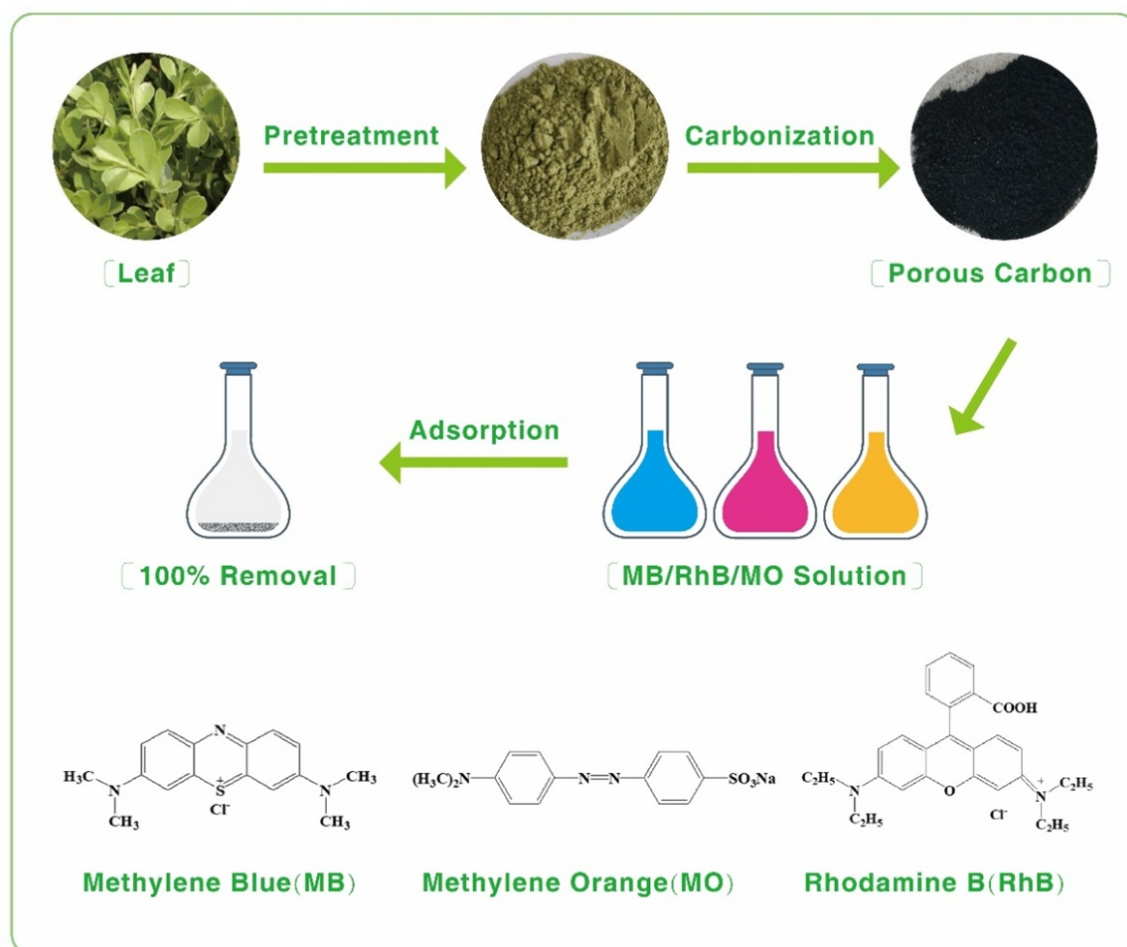 Pretreatment
Carbonization
[Leaf]
[Porous Carbon]
Adsorption
[100% Removal]
[MB/RhB/MO Solution]
N
H₃C
N
CH₃
S
+
Cl⁻
N
CH₃
CH₃
(H₃C)₂N
N=N
SO₃Na
COOH
C₂H₅
N
C₂H₅
O
Cl⁻
N
+
C₂H₅
C₂H₅
Methylene Blue(MB)
Methylene Orange(MO)
Rhodamine B(RhB)